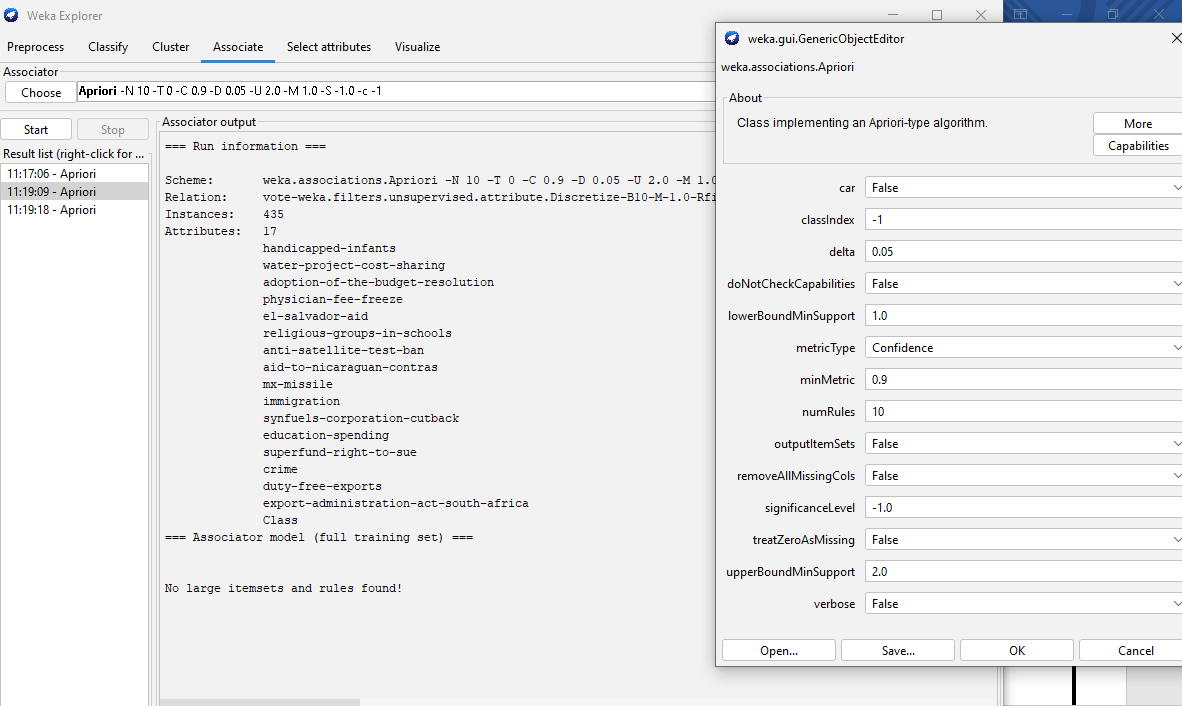 Weka Explorer
Preprocess Classify Cluster Associate Select attributes Visualize
Associator
Choose Apriori -N 10 -T 0 -C 0.9 -D 0.05 -U 2.0 -M 1.0 -S -1.0 -c -1
Start Stop
Result list (right-click for ...
11:17:06 - Apriori
11:19:09 - Apriori
11:19:18 - Apriori
Associator output
=== Run information ===
Scheme: weka.associations.Apriori -N 10 -T 0 -C 0.9 -D 0.05 -U 2.0 -M 1.0
Relation: vote-weka.filters.unsupervised.attribute.Discretize-B10-M-1.0-Rfi
Instances: 435
Attributes: 17
handicapped-infants
water-project-cost-sharing
adoption-of-the-budget-resolution
physician-fee-freeze
el-salvador-aid
religious-groups-in-schools
anti-satellite-test-ban
aid-to-nicaraguan-contras
mx-missile
immigration
synfuels-corporation-cutback
education-spending
superfund-right-to-sue
crime
duty-free-exports
export-administration-act-south-africa
Class
=== Associator model (full training set) ===
No large itemsets and rules found!
weka.gui.GenericObjectEditor
weka.associations.Apriori
About
Class implementing an Apriori-type algorithm.
More
Capabilities
car False
classIndex -1
delta 0.05
doNotCheckCapabilities False
lowerBoundMinSupport 1.0
metricType Confidence
minMetric 0.9
numRules 10
outputItemSets False
removeAllMissingCols False
significanceLevel -1.0
treatZeroAsMissing False
upperBoundMinSupport 2.0
verbose False
Open... Save... OK Cancel